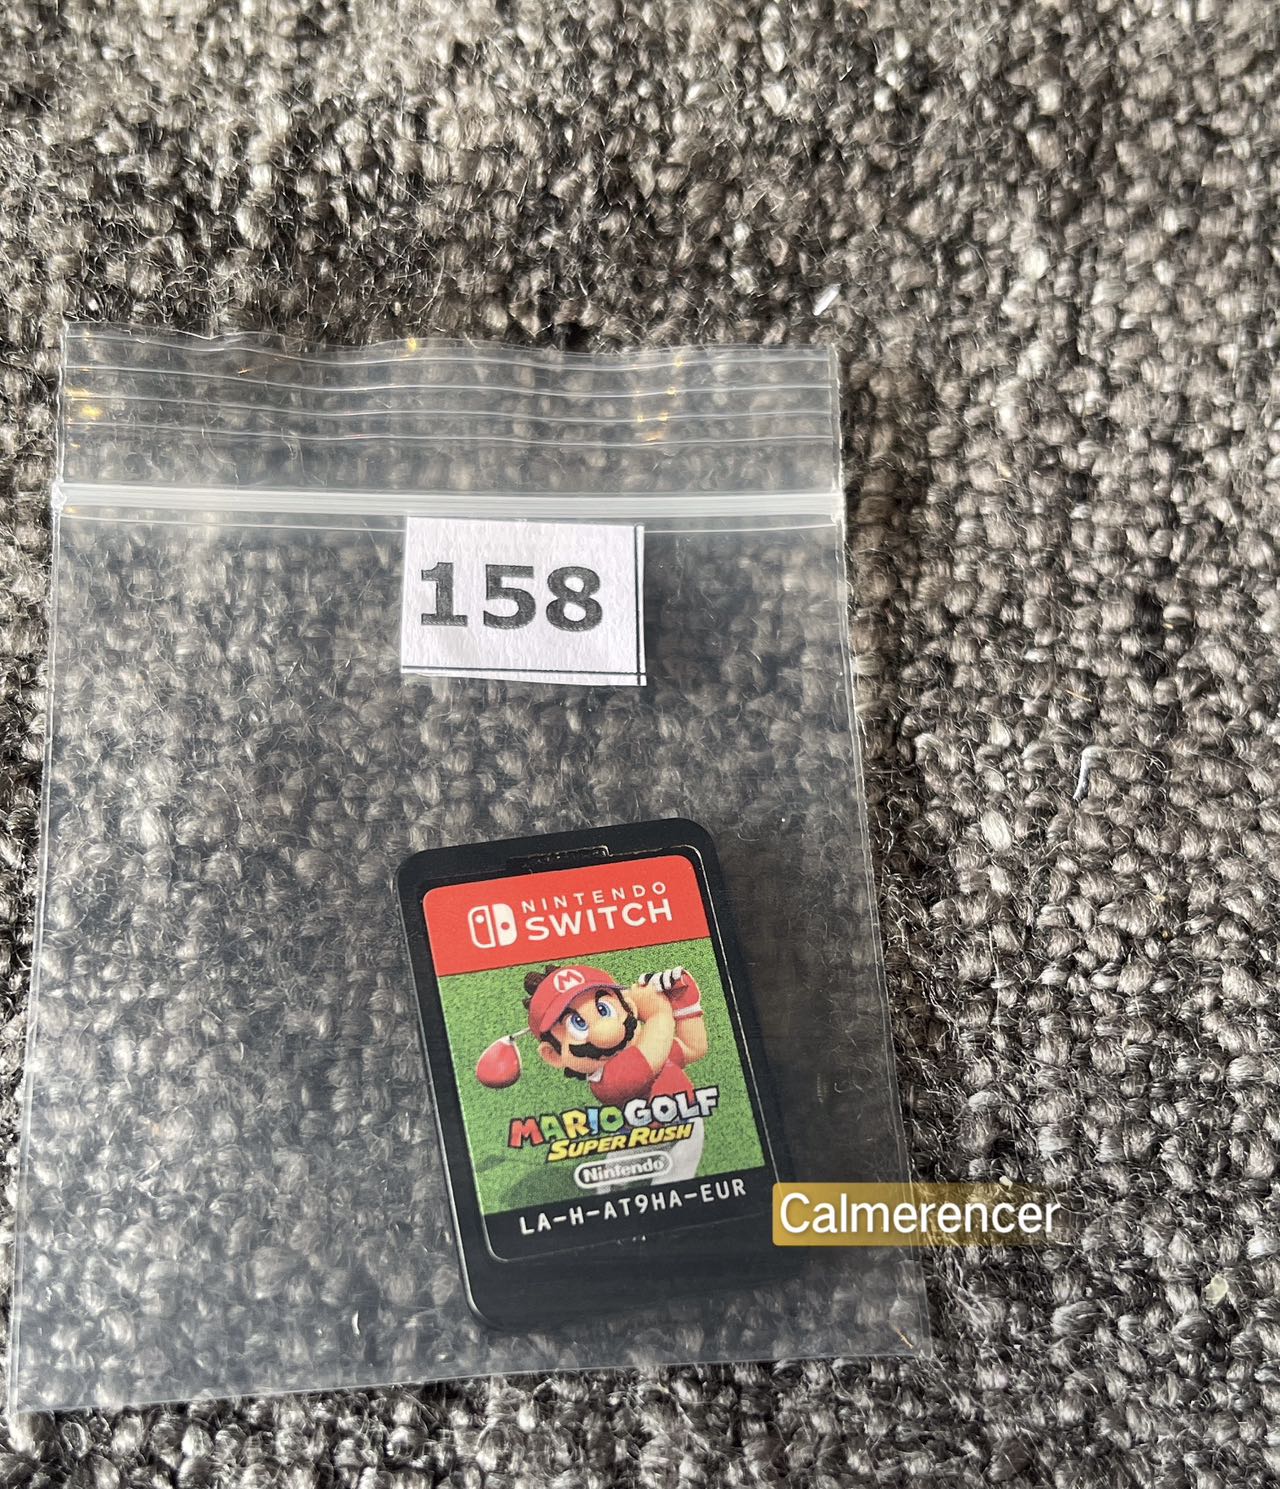 158
NINTENDO
SWITCH
M
MARIO GOLF
SUPER RUSH
Nintendo
LA-H-AT9HA-EUR
Calmerencer